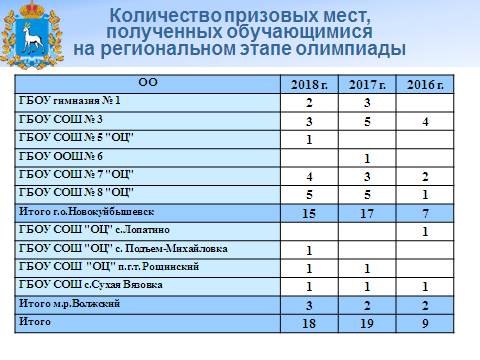 Количество призовых мест,
полученных обучающимися
на региональном этапе олимпиады
ОО 2018 г. 2017 г. 2016 г.
ГБОУ гимназия № 1 2 3
ГБОУ СОШ № 3 3 5 4
ГБОУ СОШ № 5 "ОЦ" 1
ГБОУ ООШ № 6 1
ГБОУ СОШ № 7 "ОЦ" 4 3 2
ГБОУ СОШ № 8 "ОЦ" 5 5 1
Итого г.о.Новокуйбышевск 15 17 7
ГБОУ СОШ "ОЦ" с.Лопатино 1
ГБОУ СОШ "ОЦ" с. Подъем-Михайловка 1
ГБОУ СОШ "ОЦ" п.г.т. Рощинский 1 1
ГБОУ СОШ с.Сухая Вязовка 1 1 1
Итого м.р.Волжский 3 2 2
Итого 18 19 9